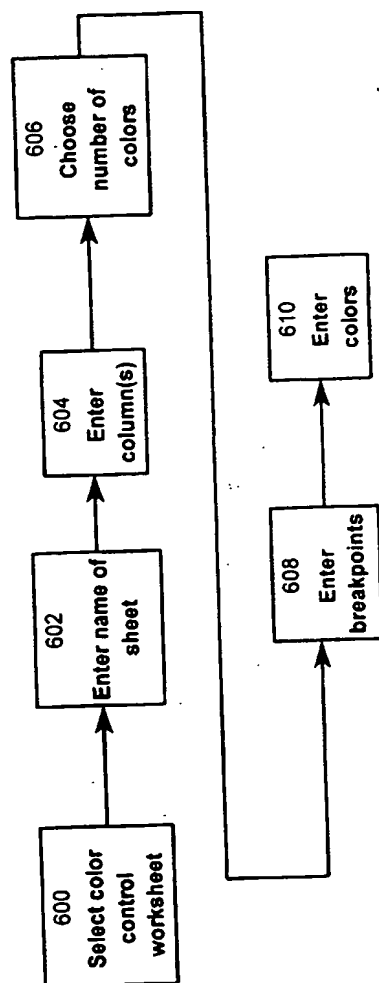 600
Select color
control
worksheet
602
Enter name of
sheet
604
Enter
column(s)
606
Choose
number of
colors
608
Enter
breakpoints
610
Enter
colors